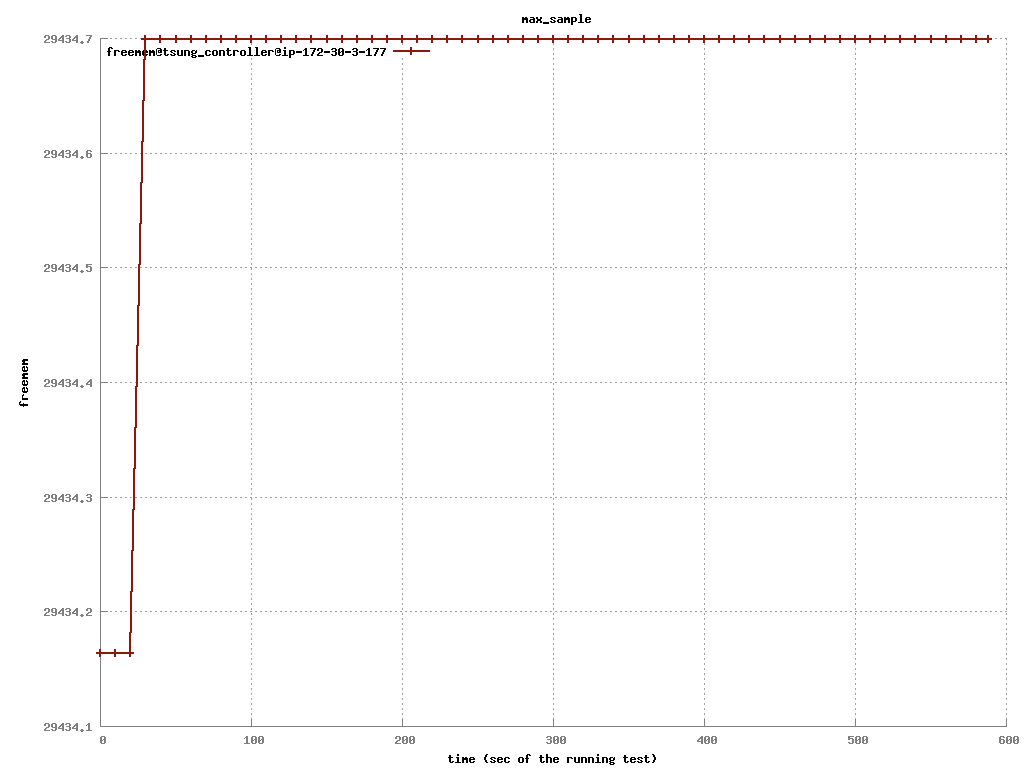 max_sample
29434.7
freemem@tsung_controller@ip-172-30-3-177
29434.6
29434.5
29434.4
freemem
29434.3
29434.2
29434.1
0 100 200 300 400 500 600
time (sec of the running test)